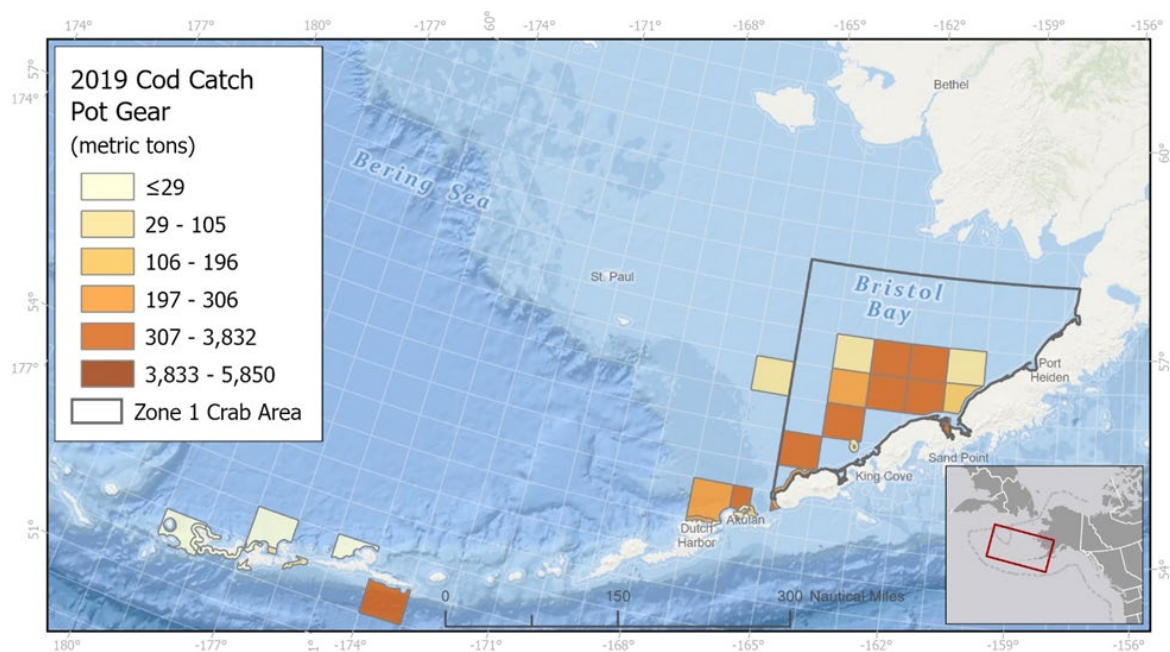 174° 177° 180° -177° 60° -174° -171° -168° -165° -162° -159° -156°
2019 Cod Catch
Pot Gear
(metric tons)
≤29
29 - 105
106 - 196
197 - 306
307 - 3,832
3,833 - 5,850
Zone 1 Crab Area
57°
174°
54°
177°
51°
Bethel
60°
Bering Sea
St. Paul
Bristol
Bay
57°
Port
Heiden
Sand Point
King Cove
Dutch
Harbor
Akutan
54°
0 150 300 Nautical Miles
180° -177° -174° -171° -168° -165° -162° -159° -156°